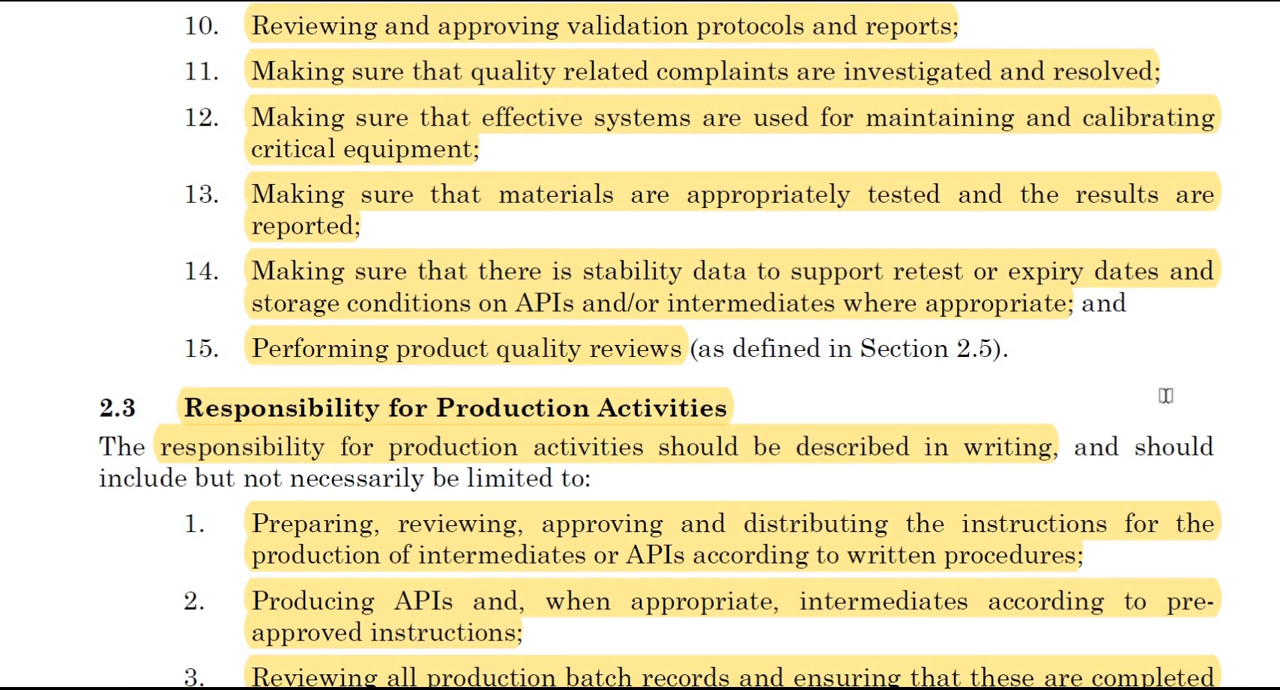 10. Reviewing and approving validation protocols and reports;
11. Making sure that quality related complaints are investigated and resolved;
12. Making sure that effective systems are used for maintaining and calibrating
critical equipment;
13. Making sure that materials are appropriately tested and the results are
reported;
14. Making sure that there is stability data to support retest or expiry dates and
storage conditions on APIs and/or intermediates where appropriate; and
15. Performing product quality reviews (as defined in Section 2.5).
2.3 Responsibility for Production Activities
The responsibility for production activities should be described in writing, and should
include but not necessarily be limited to:
1. Preparing, reviewing, approving and distributing the instructions for the
production of intermediates or APIs according to written procedures;
2. Producing APIs and, when appropriate, intermediates according to pre-
approved instructions;
3. Reviewing all production batch records and ensuring that these are completed